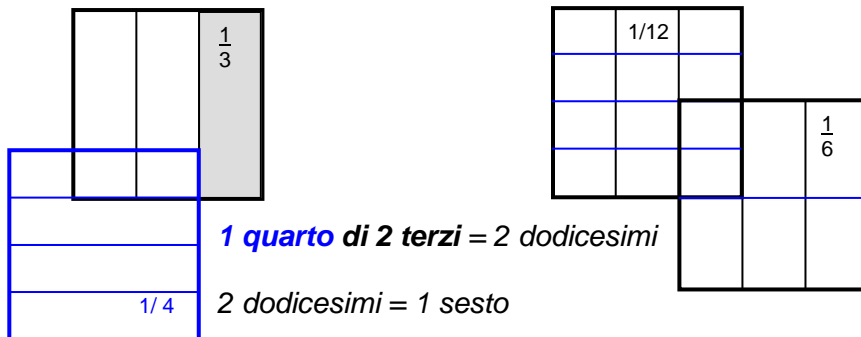 1/3
1/12
1/6
1 quarto di 2 terzi = 2 dodicesimi
1/ 4
2 dodicesimi = 1 sesto